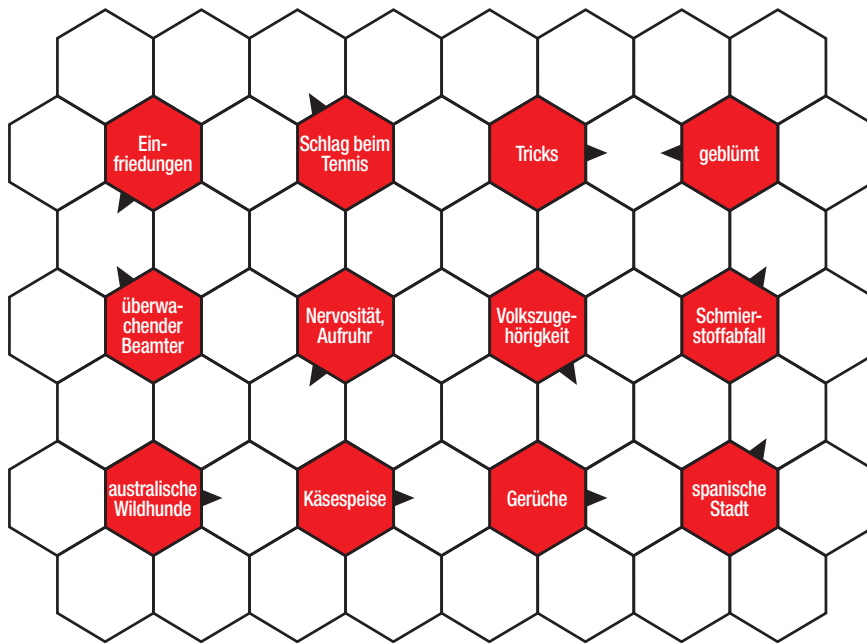 Ein-
friedungen
Schlag beim
Tennis
Tricks
geblümt
überwa-
chender
Beamter
Nervosität,
Aufruhr
Volkszuge-
hörigkeit
Schmier-
stoffabfall
australische
Wildhunde
Käsespeise
Gerüche
spanische
Stadt